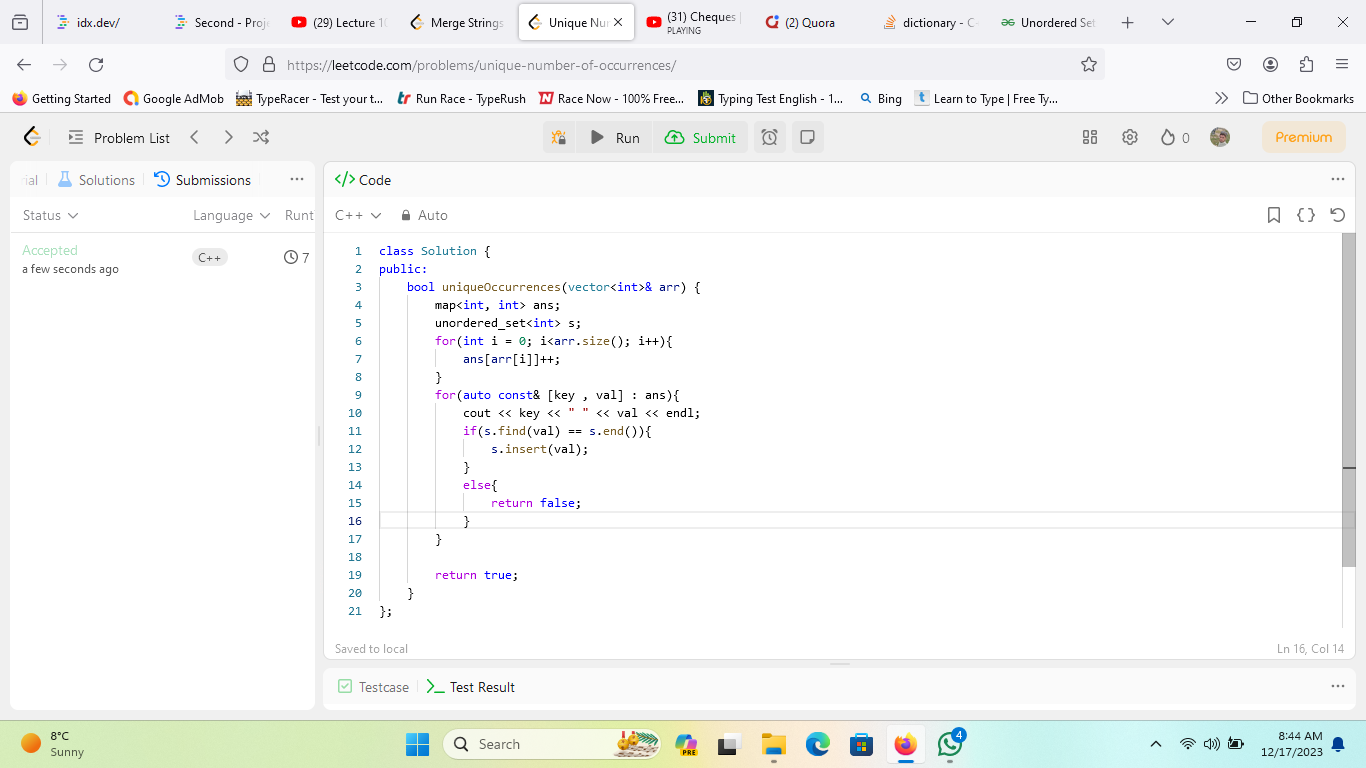 idx.dev/
Second - Proj
(29) Lecture 10
Merge Strings
Unique Nur
(31) Cheques
PLAYING
(2) Quora
dictionary - C
Unordered Set
https://leetcode.com/problems/unique-number-of-occurrences/
Getting Started
Google AdMob
TypeRacer - Test your t...
Run Race - TypeRush
Race Now - 100% Free...
Typing Test English - 1...
Bing
Learn to Type | Free Ty...
Other Bookmarks
Problem List
Run
Submit
0
Premium
ial
Solutions
Submissions
Code
Status
Language
Runt
C++
Auto
Accepted
a few seconds ago
C++
7
1 class Solution {
2 public:
3 bool uniqueOccurrences(vector<int>& arr) {
4 map<int, int> ans;
5 unordered_set<int> s;
6 for(int i = 0; i<arr.size(); i++){
7 ans[arr[i]]++;
8 }
9 for(auto const& [key , val] : ans){
10 cout << key << " " << val << endl;
11 if(s.find(val) == s.end()){
12 s.insert(val);
13 }
14 else{
15 return false;
16 }
17 }
18
19 return true;
20 }
21 };
Saved to local
Ln 16, Col 14
Testcase
Test Result
8°C
Sunny
Search
PRE
4
8:44 AM
12/17/2023